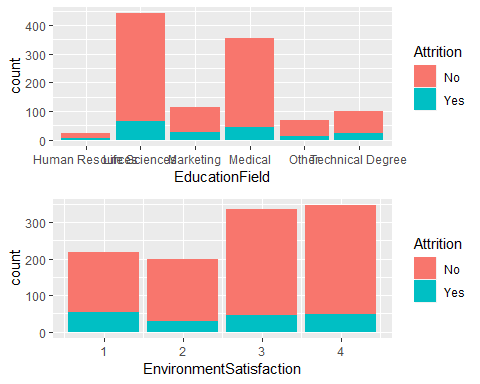 400
300
200
100
0
count
Human Resources Life Sciences Marketing Medical Other Technical Degree
EducationField
Attrition
No
Yes
300
200
100
0
count
1 2 3 4
EnvironmentSatisfaction
Attrition
No
Yes